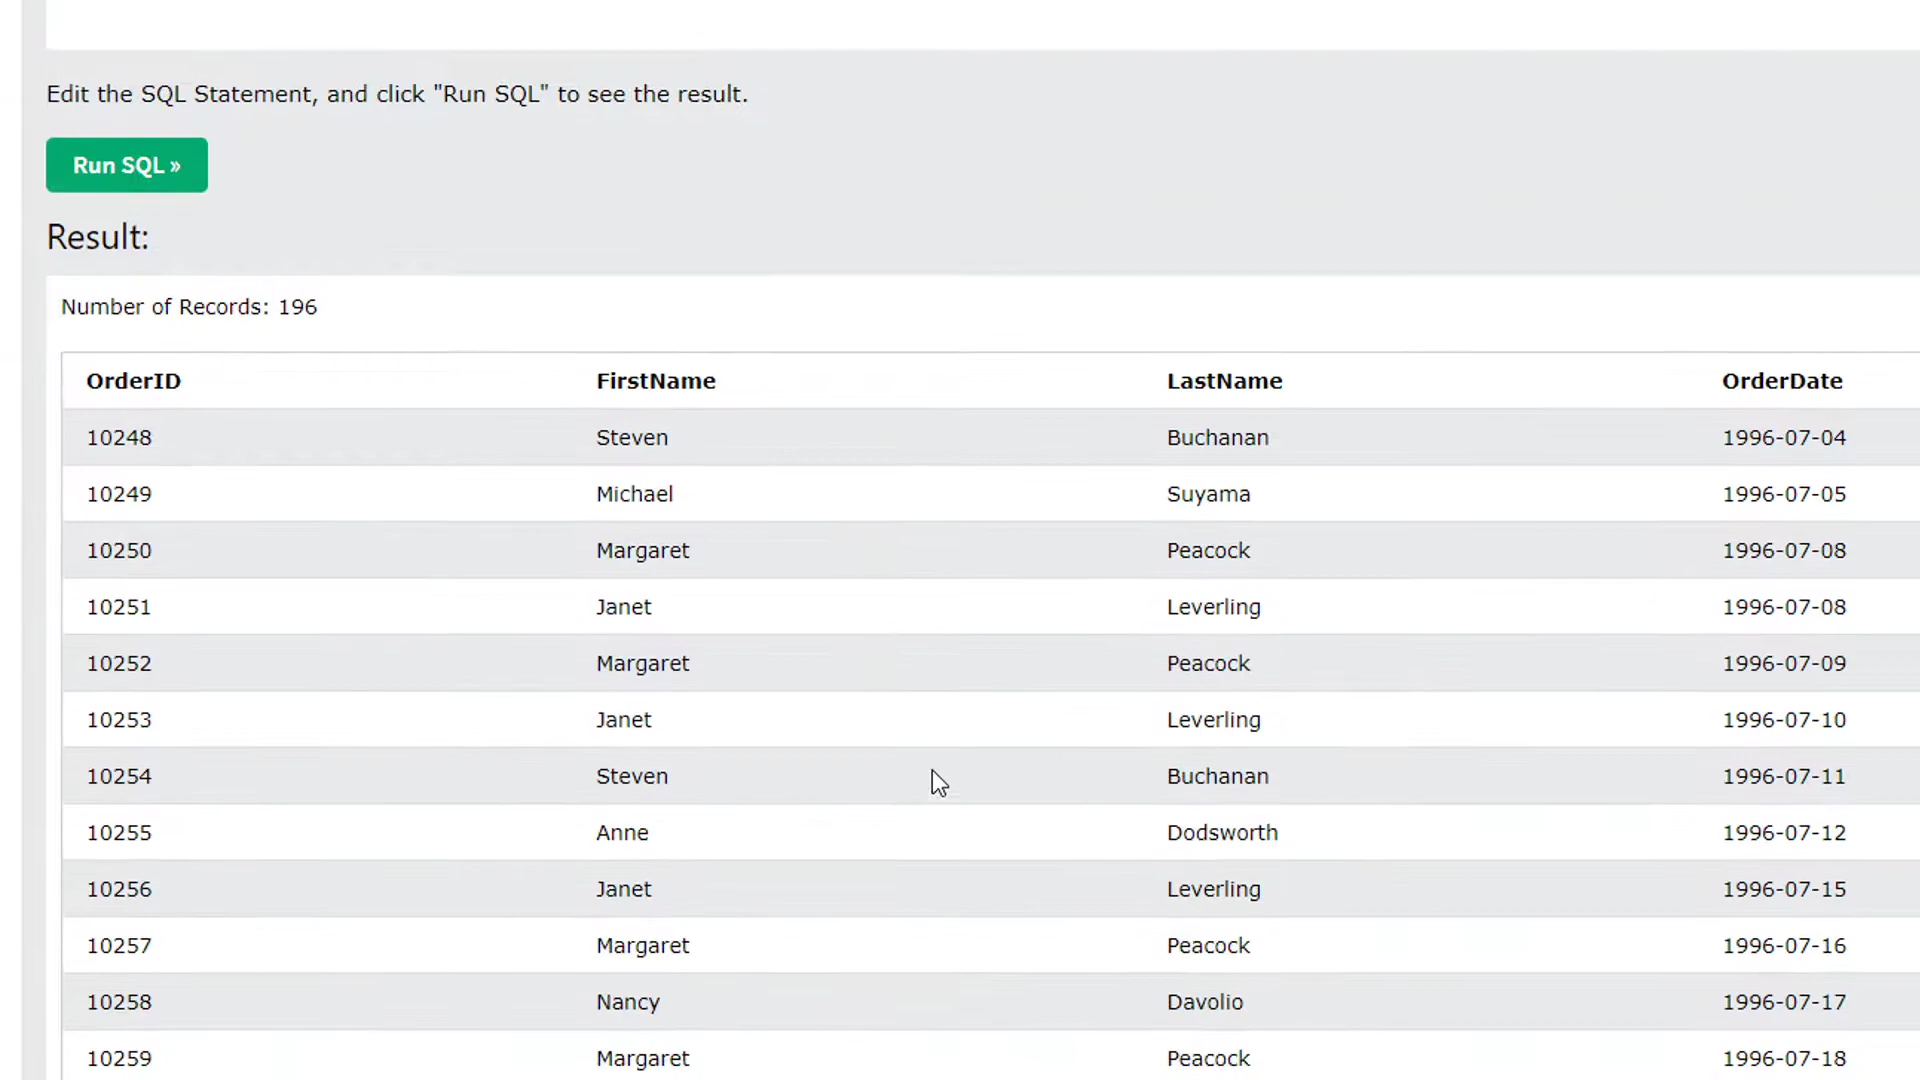 Edit the SQL Statement, and click "Run SQL" to see the result.
Run SQL »
Result:
Number of Records: 196
OrderID FirstName LastName OrderDate
10248 Steven Buchanan 1996-07-04
10249 Michael Suyama 1996-07-05
10250 Margaret Peacock 1996-07-08
10251 Janet Leverling 1996-07-08
10252 Margaret Peacock 1996-07-09
10253 Janet Leverling 1996-07-10
10254 Steven Buchanan 1996-07-11
10255 Anne Dodsworth 1996-07-12
10256 Janet Leverling 1996-07-15
10257 Margaret Peacock 1996-07-16
10258 Nancy Davolio 1996-07-17
10259 Margaret Peacock 1996-07-18